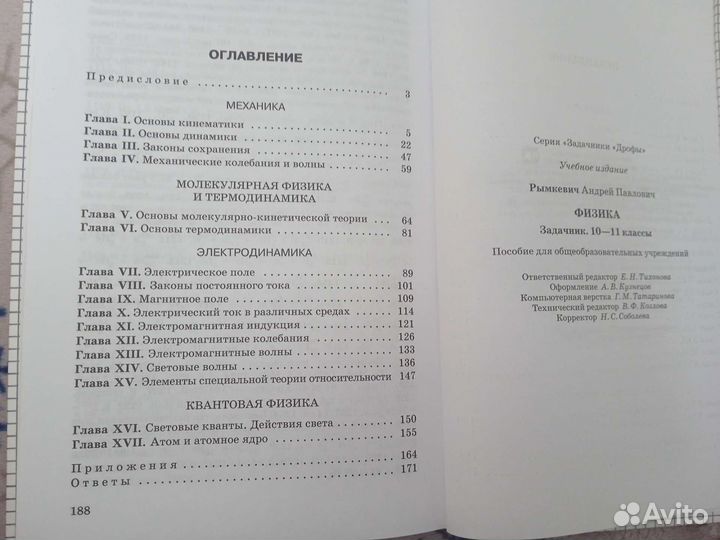 ОГЛАВЛЕНИЕ
Предисловие 3
МЕХАНИКА
Глава I. Основы кинематики 5
Глава II. Основы динамики 22
Глава III. Законы сохранения 47
Глава IV. Механические колебания и волны 59
МОЛЕКУЛЯРНАЯ ФИЗИКА
И ТЕРМОДИНАМИКА
Глава V. Основы молекулярно-кинетической теории 64
Глава VI. Основы термодинамики 81
ЭЛЕКТРОДИНАМИКА
Глава VII. Электрическое поле 89
Глава VIII. Законы постоянного тока 101
Глава IX. Магнитное поле 109
Глава X. Электрический ток в различных средах 114
Глава XI. Электромагнитная индукция 121
Глава XII. Электромагнитные колебания 126
Глава XIII. Электромагнитные волны 133
Глава XIV. Световые волны 136
Глава XV. Элементы специальной теории относительности 147
КВАНТОВАЯ ФИЗИКА
Глава XVI. Световые кванты. Действия света 150
Глава XVII. Атом и атомное ядро 155
Приложения 164
Ответы 171
188
Серия «Задачники «Дрофы»
Учебное издание
Рымкевич Андрей Павлович
ФИЗИКА
Задачник. 10—11 классы
Пособие для общеобразовательных учреждений
Ответственный редактор Е. Н. Тихонова
Оформление А. В. Кузнецов
Компьютерная верстка Г. М. Татаринова
Технический редактор В. Ф. Козлова
Корректор Н. С. Соболева
Avito